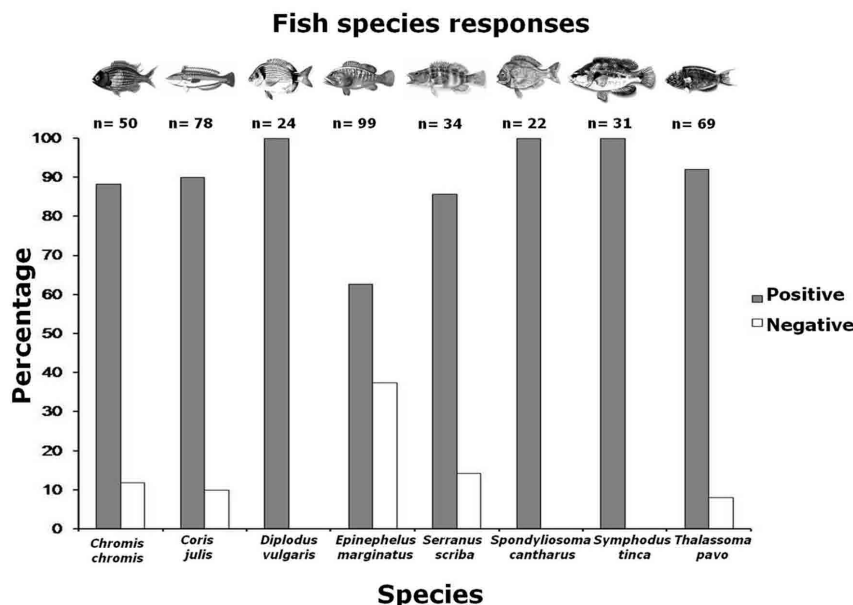 Fish species responses
n= 50 n= 78 n= 24 n= 99 n= 34 n= 22 n= 31 n= 69
100
90
80
70
60
50
40
30
20
10
0
Percentage
Positive
Negative
Chromis chromis
Coris julis
Diplodus vulgaris
Epinephelus marginatus
Serranus scriba
Spondyliosoma cantharus
Symphodus tinca
Thalassoma pavo
Species